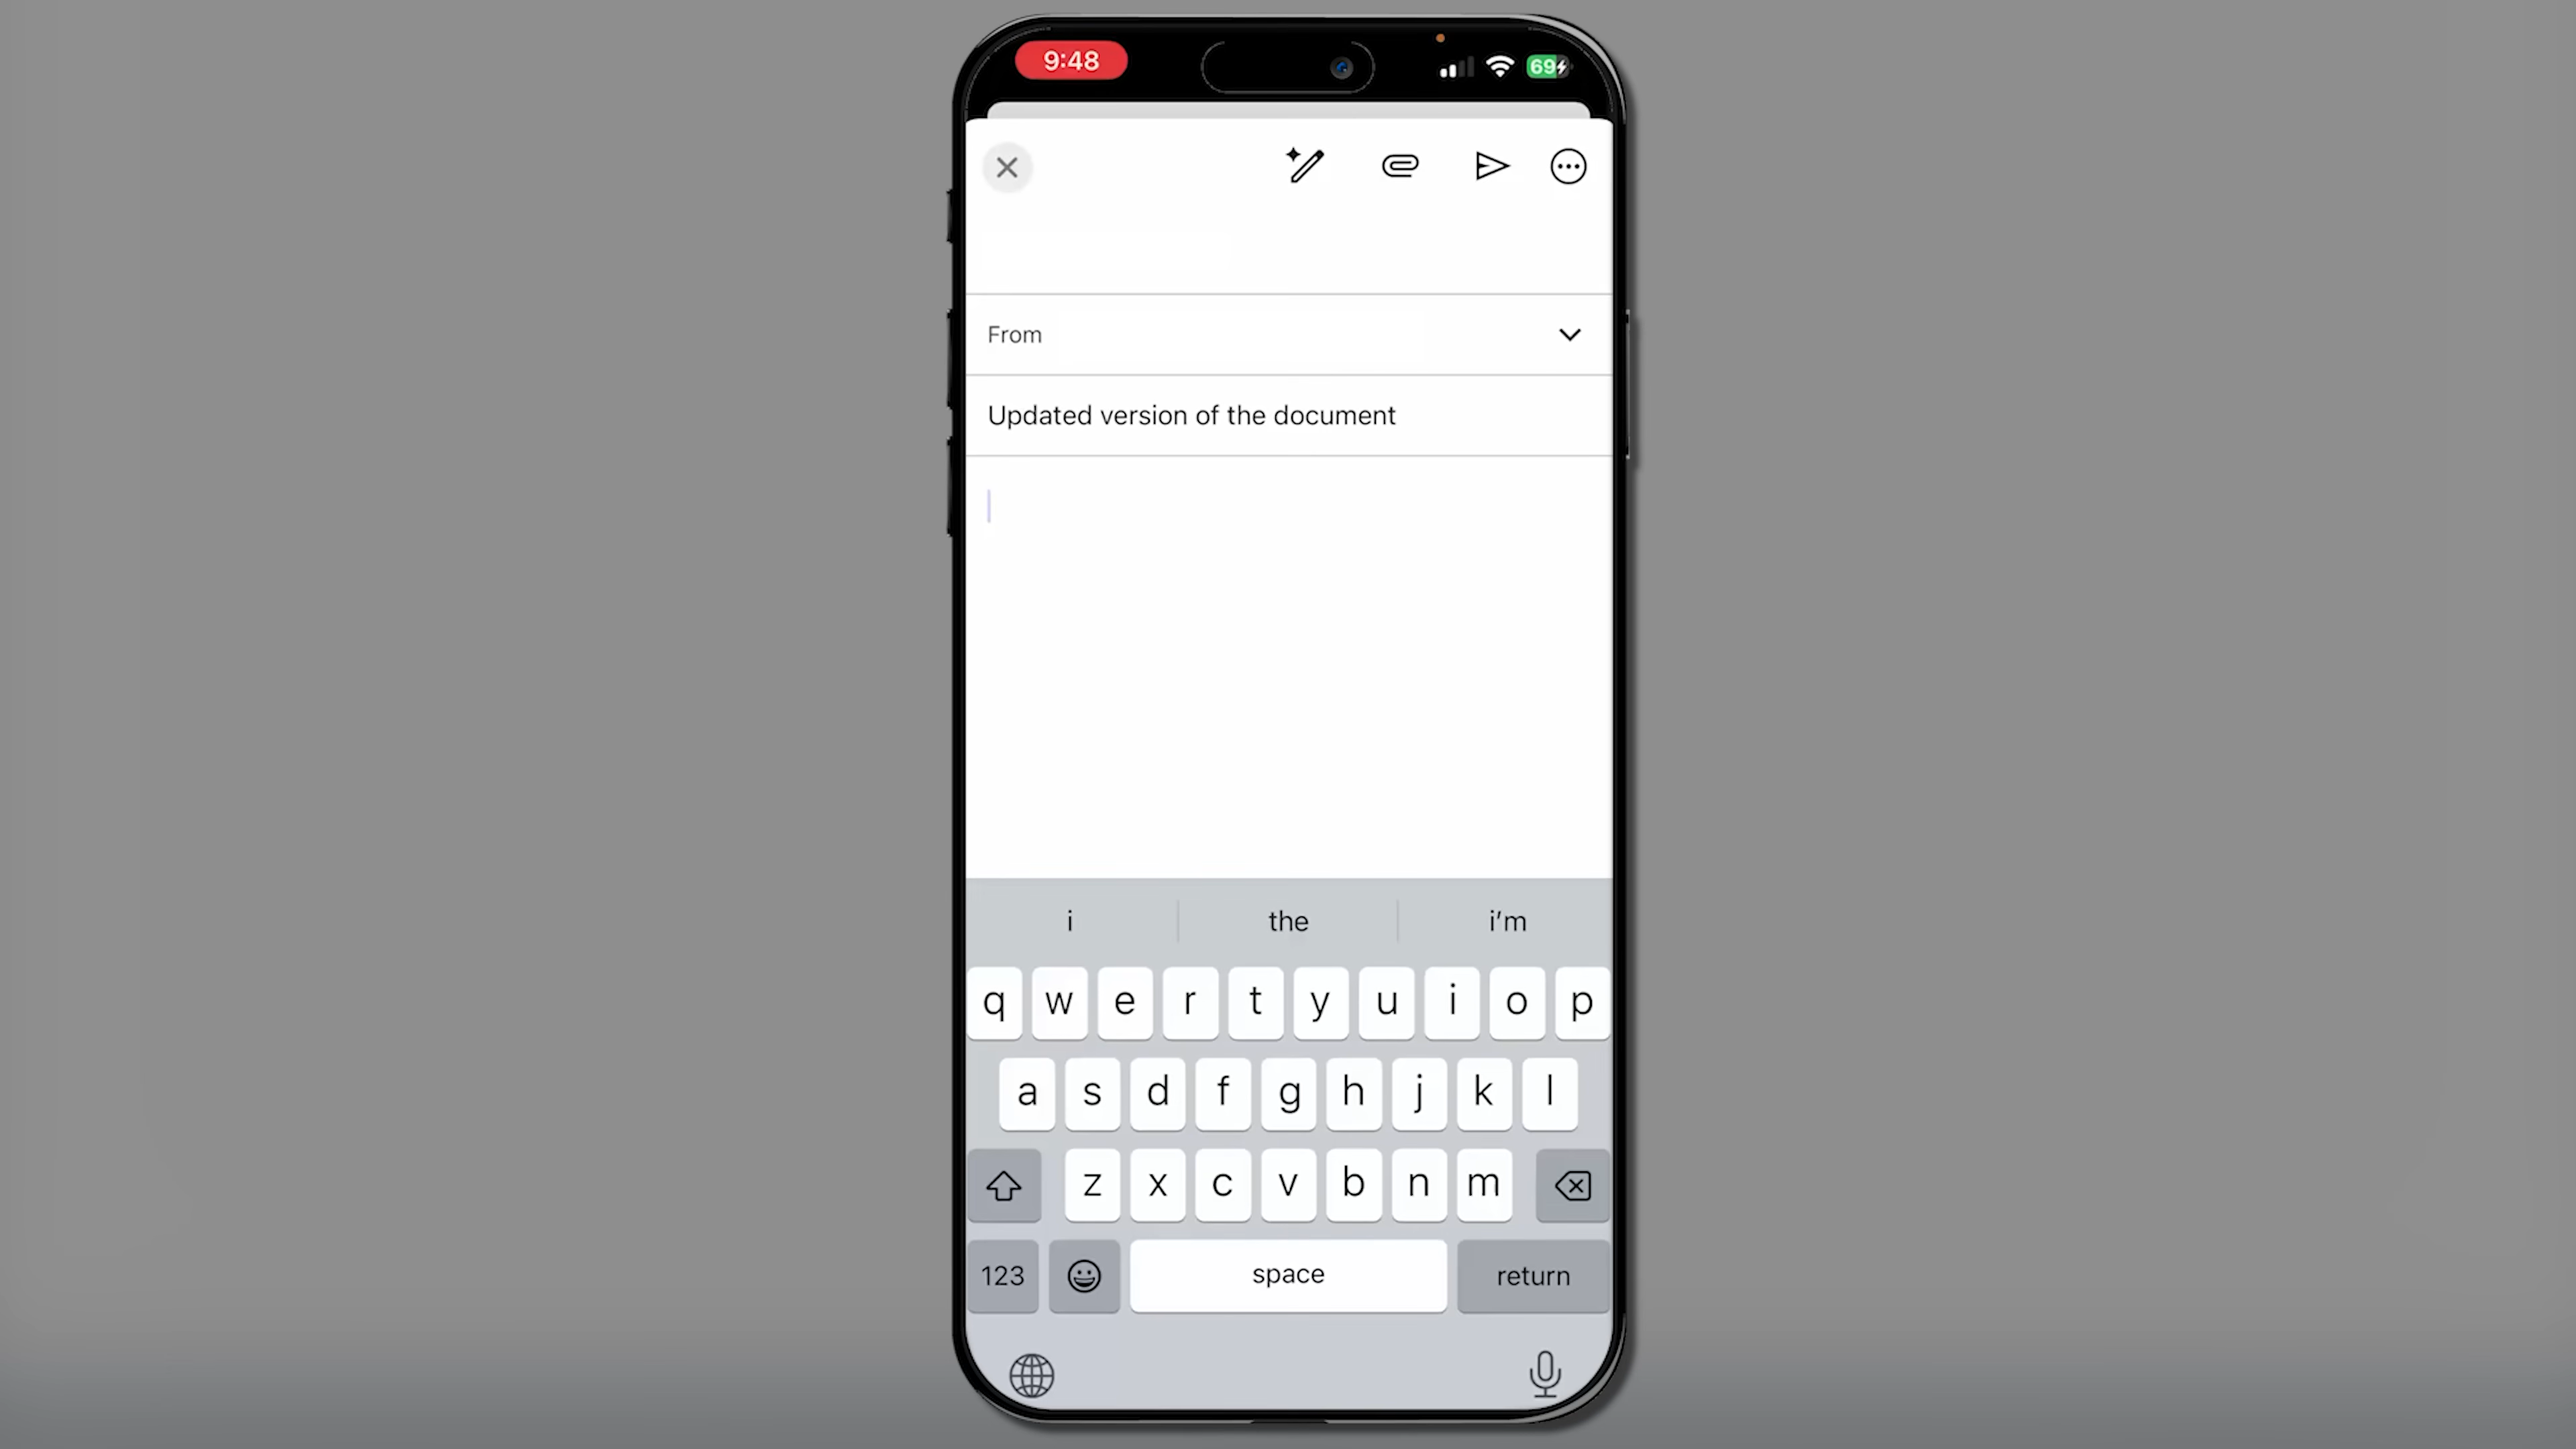 9:48
69
From
Updated version of the document
i the i'm
q w e r t y u i o p
a s d f g h j k l
z x c v b n m
123 space return